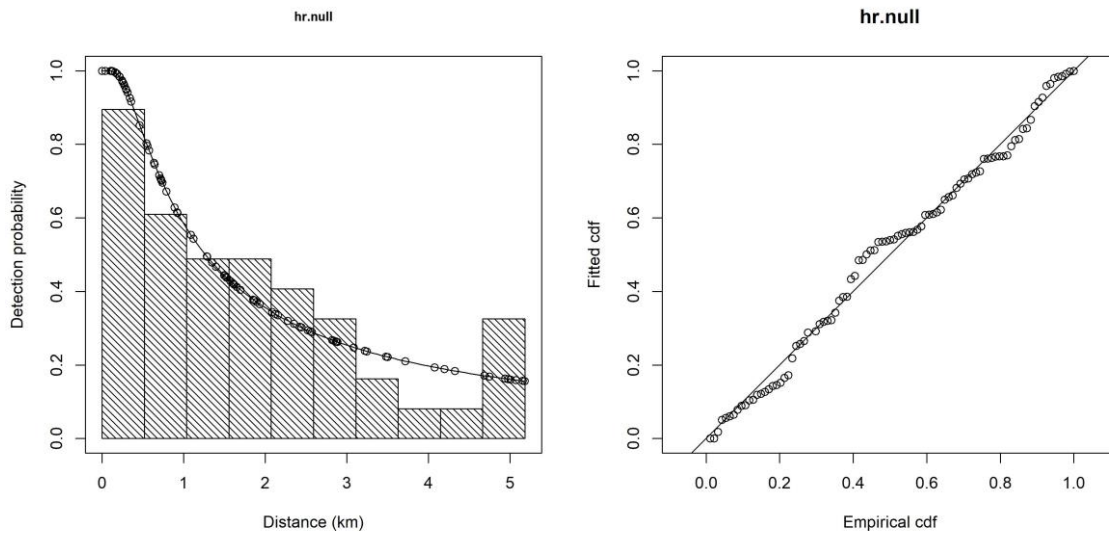 hr.null
Detection probability
1.0
0.8
0.6
0.4
0.2
0.0
0 1 2 3 4 5
Distance (km)
hr.null
Fitted cdf
1.0
0.8
0.6
0.4
0.2
0.0
0.0 0.2 0.4 0.6 0.8 1.0
Empirical cdf